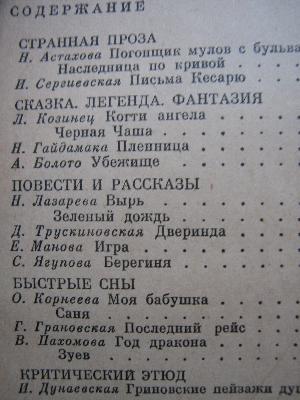 СОДЕРЖАНИЕ
СТРАННАЯ ПРОЗА
Н. Астахова Погонщик мулов с бульва
Наследница по кривой
И. Сергиевская Письма Кесарю
СКАЗКА. ЛЕГЕНДА. ФАНТАЗИЯ
Л. Козинец Когти ангела
Черная Чаша
Н. Гайдамака Пленница
А. Болото Убежище
ПОВЕСТИ И РАССКАЗЫ
Н. Лазарева Вырь
Зеленый дождь
Д. Трускиновская Дверинда
Е. Манова Игра
С. Ягупова Берегиня
БЫСТРЫЕ СНЫ
О. Корнеева Моя бабушка
Саня
Г. Грановская Последний рейс
В. Пахомова Год дракона
Зуев
КРИТИЧЕСКИЙ ЭТЮД
И. Дунаевская Гриновские пейзажи душ